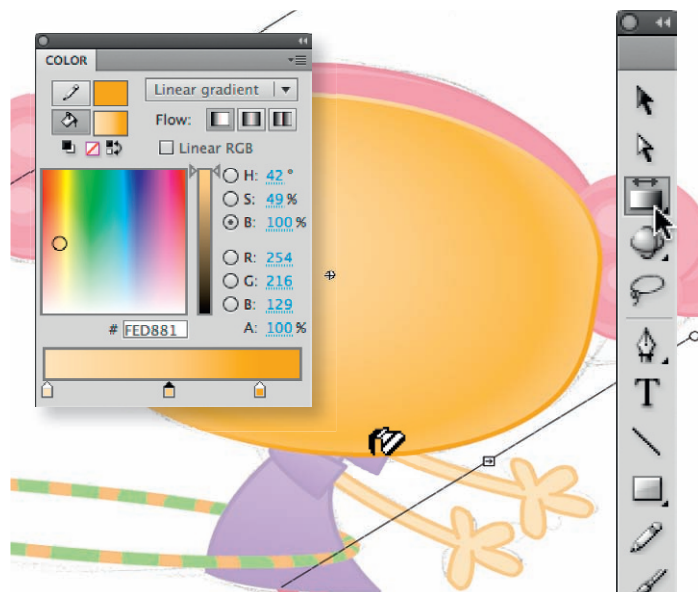 COLOR
Linear gradient
Flow:
Linear RGB
H: 42 °
S: 49 %
B: 100 %
R: 254
G: 216
B: 129
# FED881
A: 100 %
T